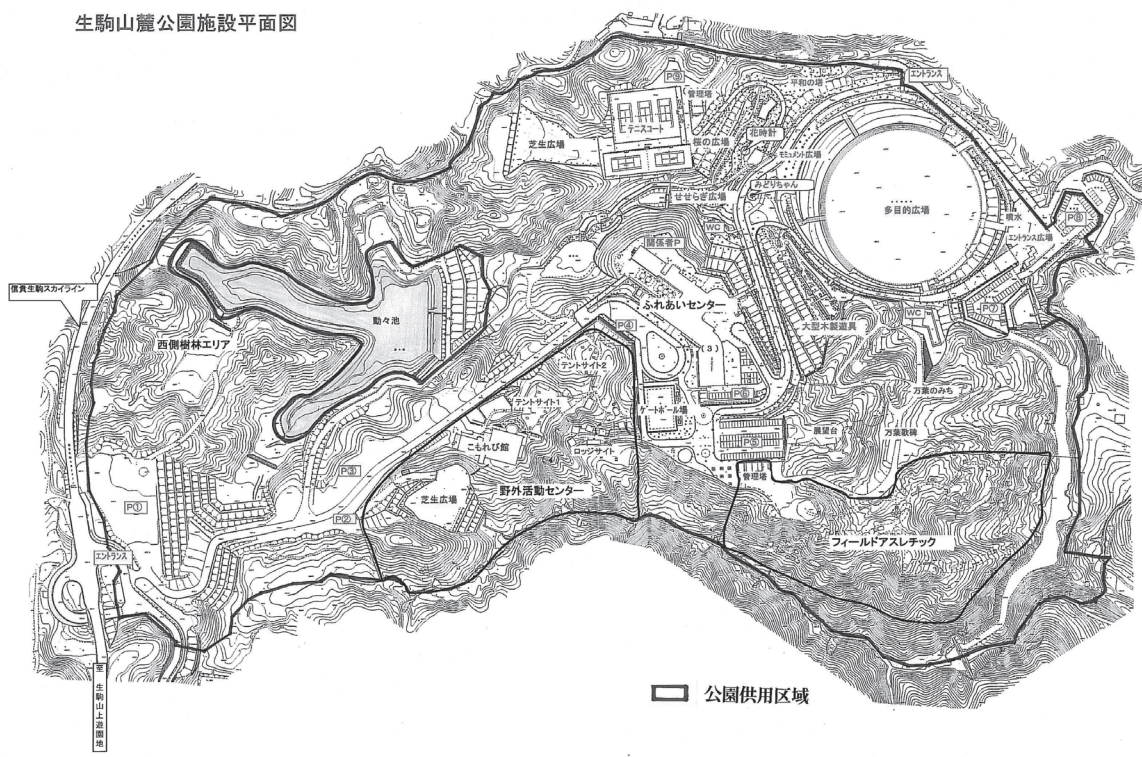 生駒山麓公園施設平面図
P⑨
管理塔
平和の塔
エントランス
テニスコート
花時計
芝生広場
桜の広場
モミュメント広場
みどりちゃん
せせらぎ広場
多目的広場
噴水
P⑧
WC
エントランス広場
関係者P
信貴生駒スカイライン
ふれあいセンター
勤々池
P⑦
WC
西側樹林エリア
P④
大型木製遊具
(3)
テントサイト2
万葉のみち
P⑥
テントサイト1
ゲートボール場
展望台
万葉歌碑
こもれび館
P⑤
ロッジサイト
P③
管理塔
野外活動センター
芝生広場
P①
P②
フィールドアスレチック
エントランス
至 生駒山上遊園地
公園供用区域